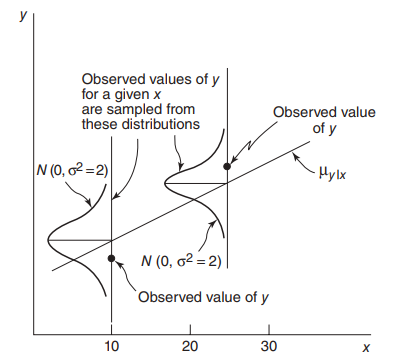 y
Observed values of y
for a given x
are sampled from
these distributions
Observed value
of y
N (0, σ² = 2)
μy|x
N (0, σ² = 2)
Observed value of y
10 20 30 x